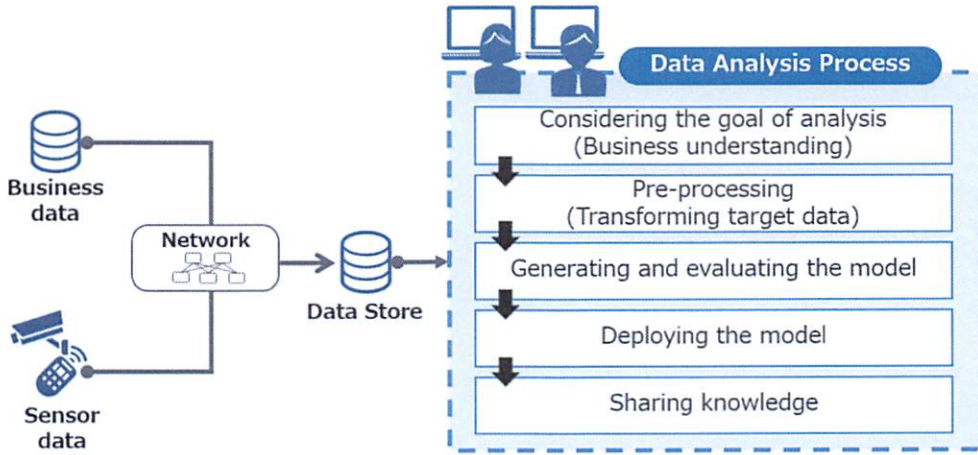 Data Analysis Process
Considering the goal of analysis
(Business understanding)
Pre-processing
(Transforming target data)
Generating and evaluating the model
Deploying the model
Sharing knowledge
Business
data
Network
Data Store
Sensor
data